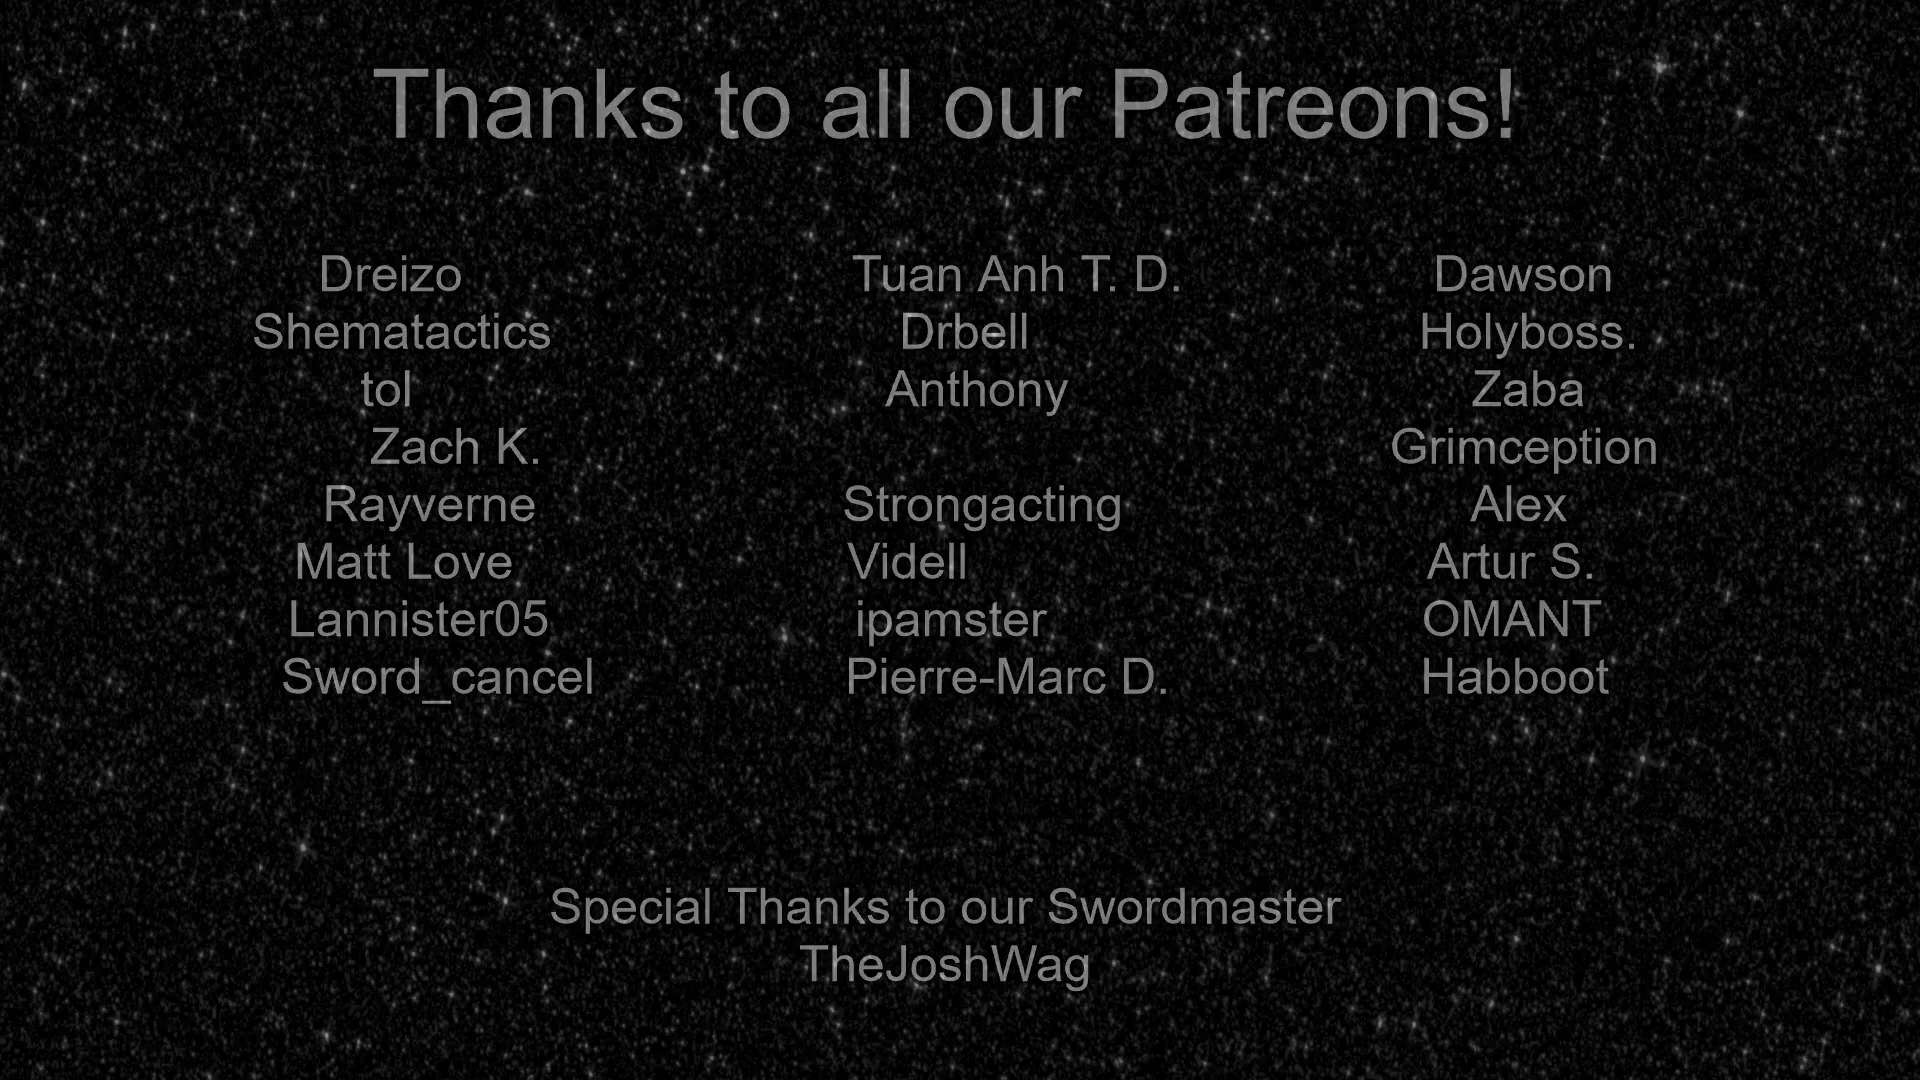 Thanks to all our Patreons!
Dreizo Tuan Anh T. D. Dawson
Shematactics Drbell Holyboss.
tol Anthony Zaba
Zach K. Grimception
Rayverne Strongacting Alex
Matt Love Videll Artur S.
Lannister05 ipamster OMANT
Sword_cancel Pierre-Marc D. Habboot
Special Thanks to our Swordmaster
TheJoshWag